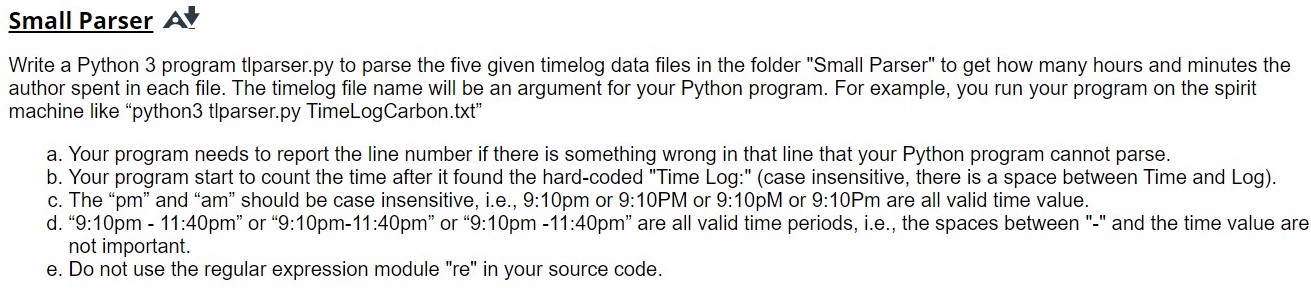 Small Parser
Write a Python 3 program tlparser.py to parse the five given timelog data files in the folder "Small Parser" to get how many hours and minutes the
author spent in each file. The timelog file name will be an argument for your Python program. For example, you run your program on the spirit
machine like “python3 tlparser.py TimeLogCarbon.txt”
a. Your program needs to report the line number if there is something wrong in that line that your Python program cannot parse.
b. Your program start to count the time after it found the hard-coded "Time Log:" (case insensitive, there is a space between Time and Log).
c. The “pm” and “am” should be case insensitive, i.e., 9:10pm or 9:10PM or 9:10pM or 9:10Pm are all valid time value.
d. “9:10pm - 11:40pm” or “9:10pm-11:40pm” or “9:10pm -11:40pm” are all valid time periods, i.e., the spaces between "-" and the time value are
not important.
e. Do not use the regular expression module "re" in your source code.